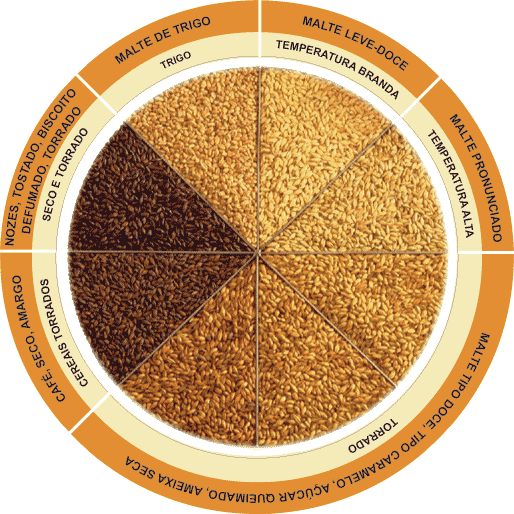 MALTE DE TRIGO
TRIGO
MALTE LEVE-DOCE
TEMPERATURA BRANDA
MALTE PRONUNCIADO
TEMPERATURA ALTA
MALTE TIPO DOCE, TIPO CARAMELO, AÇÚCAR QUEIMADO, AMEIXA SECA
TORRADO
CAFÉ, SECO, AMARGO
CEREAIS TORRADOS
NOZES, TOSTADO, BISCOITO
DEFUMADO, TORRADO
SECO E TORRADO